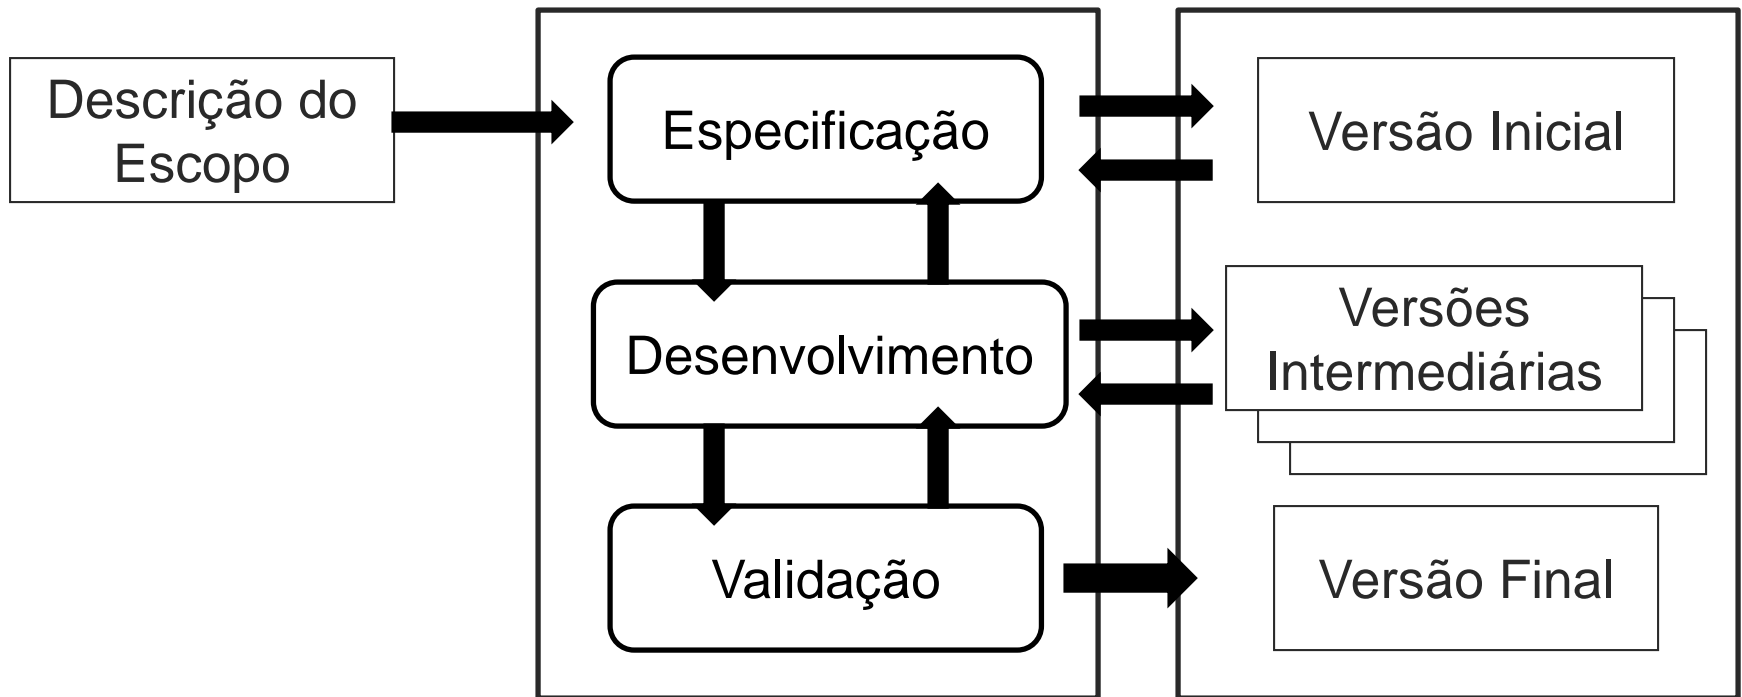 Descrição do
Escopo
Especificação
Desenvolvimento
Validação
Versão Inicial
Versões
Intermediárias
Versão Final